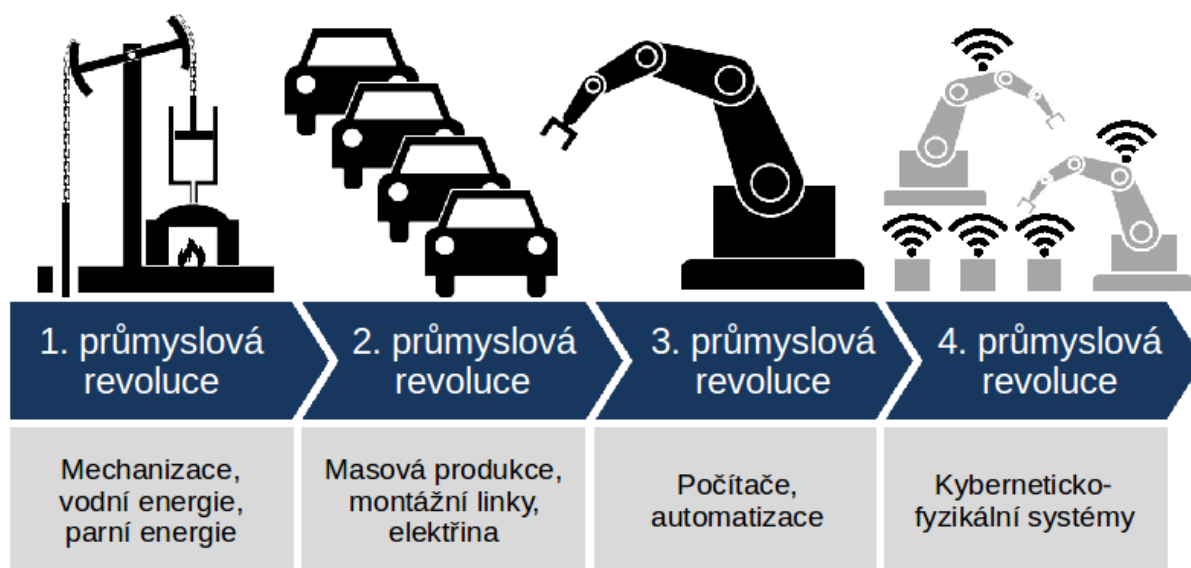 1. průmyslová
revoluce
2. průmyslová
revoluce
3. průmyslová
revoluce
4. průmyslová
revoluce
Mechanizace,
vodní energie,
parní energie
Masová produkce,
montážní linky,
elektřina
Počítače,
automatizace
Kyberneticko-
fyzikální systémy